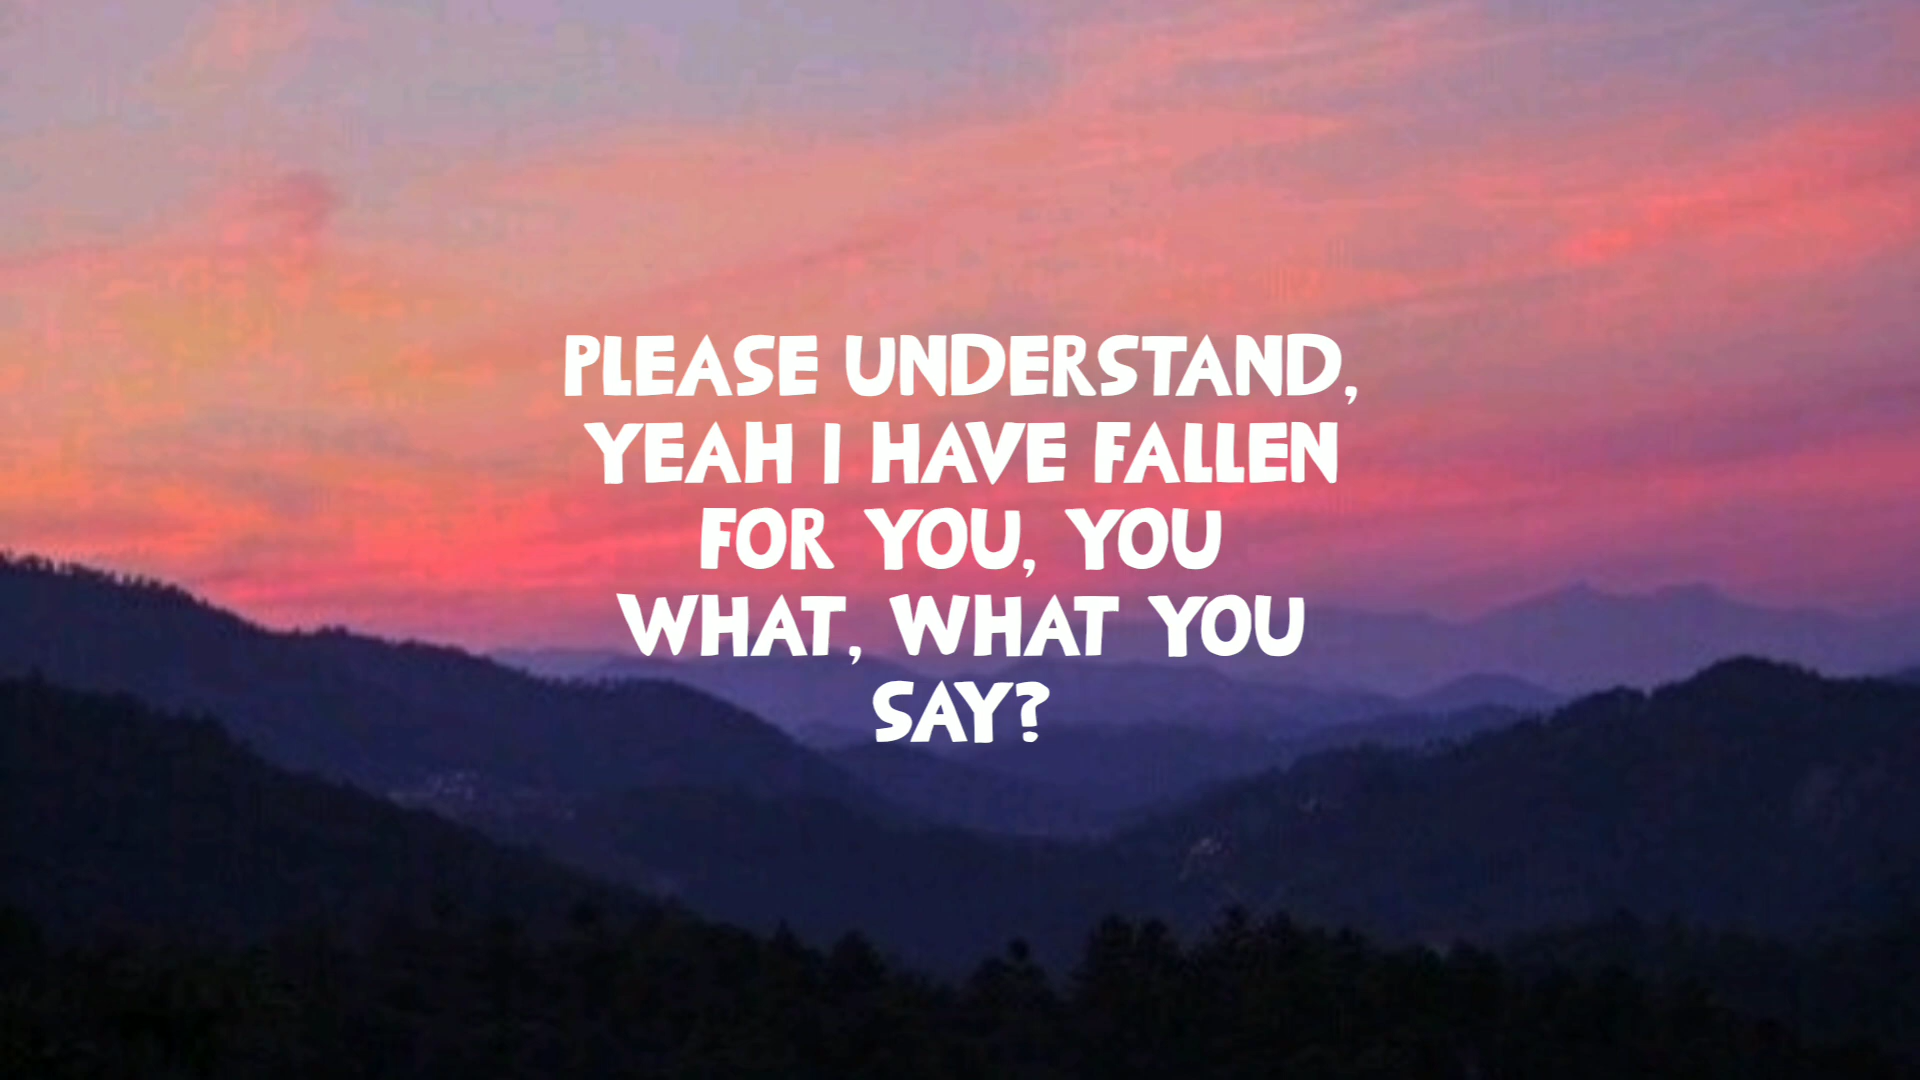 PLEASE UNDERSTAND,
YEAH I HAVE FALLEN
FOR YOU, YOU
WHAT, WHAT YOU
SAY?